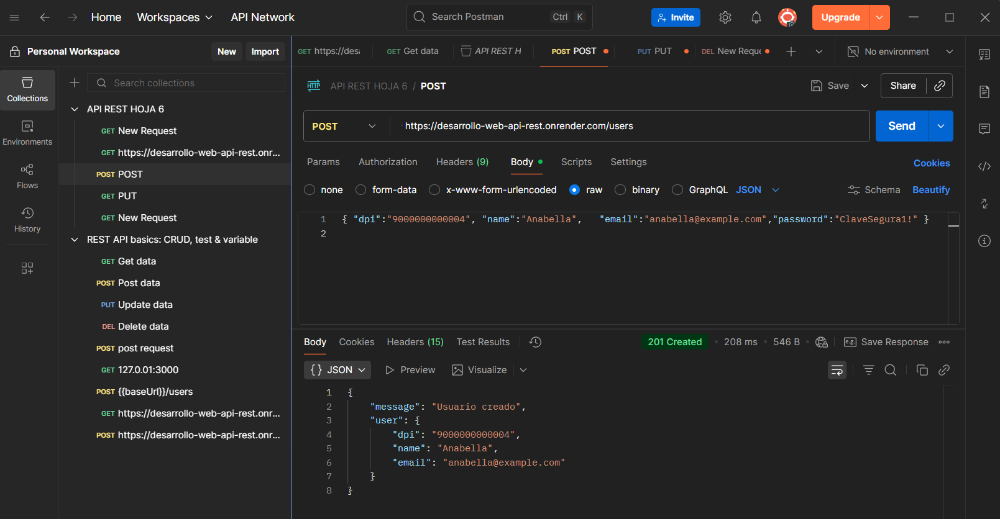 Home Workspaces API Network Search Postman Ctrl K Invite Upgrade
Personal Workspace New Import
GET https://des GET Get data API REST H POST POST PUT PUT DEL New Reque No environment
Collections
Environments
Flows
History
Search collections
API REST HOJA 6
GET New Request
GET https://desarrollo-web-api-rest.onr...
POST POST
GET PUT
GET New Request
REST API basics: CRUD, test & variable
GET Get data
POST Post data
PUT Update data
DEL Delete data
POST post request
GET 127.0.01:3000
POST {{baseUrl}}/users
GET https://desarrollo-web-api-rest.onr...
POST https://desarrollo-web-api-rest.onr...
HTTP API REST HOJA 6 / POST Save Share
POST https://desarrollo-web-api-rest.onrender.com/users Send
Params Authorization Headers (9) Body Scripts Settings Cookies
none form-data x-www-form-urlencoded raw binary GraphQL JSON Schema Beautify
1 { "dpi":"9000000000004", "name":"Anabella", "email":"anabella@example.com","password":"ClaveSegura1!" }
2
Body Cookies Headers (15) Test Results 201 Created 208 ms 546 B e.g. Save Response
{} JSON Preview Visualize
1 {
2 "message": "Usuario creado",
3 "user": {
4 "dpi": "9000000000004",
5 "name": "Anabella",
6 "email": "anabella@example.com"
7 }
8 }